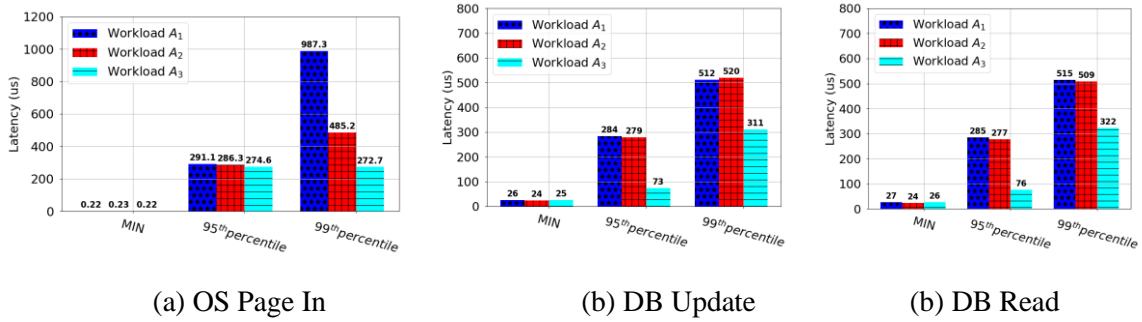 1200
1000
800
600
400
200
0
Latency (us)
Workload A₁
Workload A₂
Workload A₃
0.22 0.23 0.22
291.1 286.3 274.6
987.3
485.2
272.7
MIN
95ᵗʰpercentile
99ᵗʰpercentile
(a) OS Page In
800
700
600
500
400
300
200
100
0
Latency (us)
Workload A₁
Workload A₂
Workload A₃
26 24 25
284 279
73
512 520
311
MIN
95ᵗʰpercentile
99ᵗʰpercentile
(b) DB Update
800
700
600
500
400
300
200
100
0
Latency (us)
Workload A₁
Workload A₂
Workload A₃
27 24 26
285 277
76
515 509
322
MIN
95ᵗʰpercentile
99ᵗʰpercentile
(b) DB Read